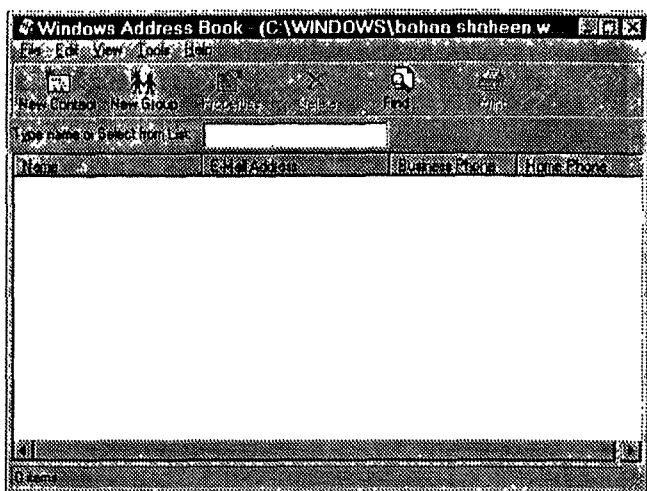 Windows Address Book - (C:\WINDOWS\bahaa shaheen.w...
File Edit View Tools Help
New Contact New Group Properties Delete Find Print
Type name or Select from List:
Name E-Mail Address Business Phone Home Phone
0 items